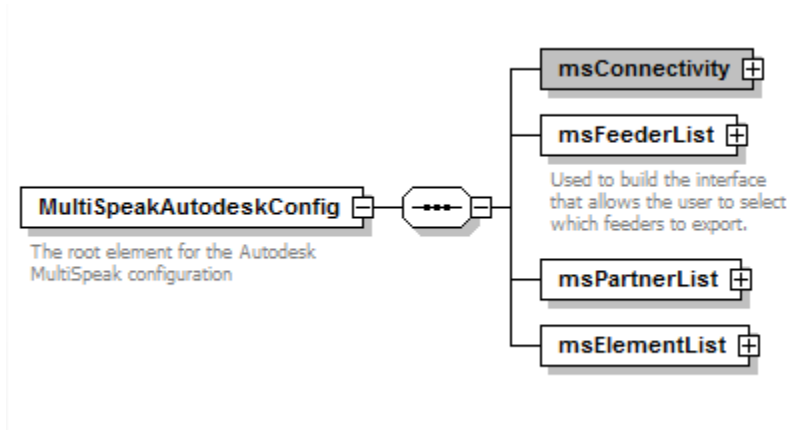 msConnectivity
msFeederList
Used to build the interface
that allows the user to select
which feeders to export.
MultiSpeakAutodeskConfig
The root element for the Autodesk
MultiSpeak configuration
msPartnerList
msElementList